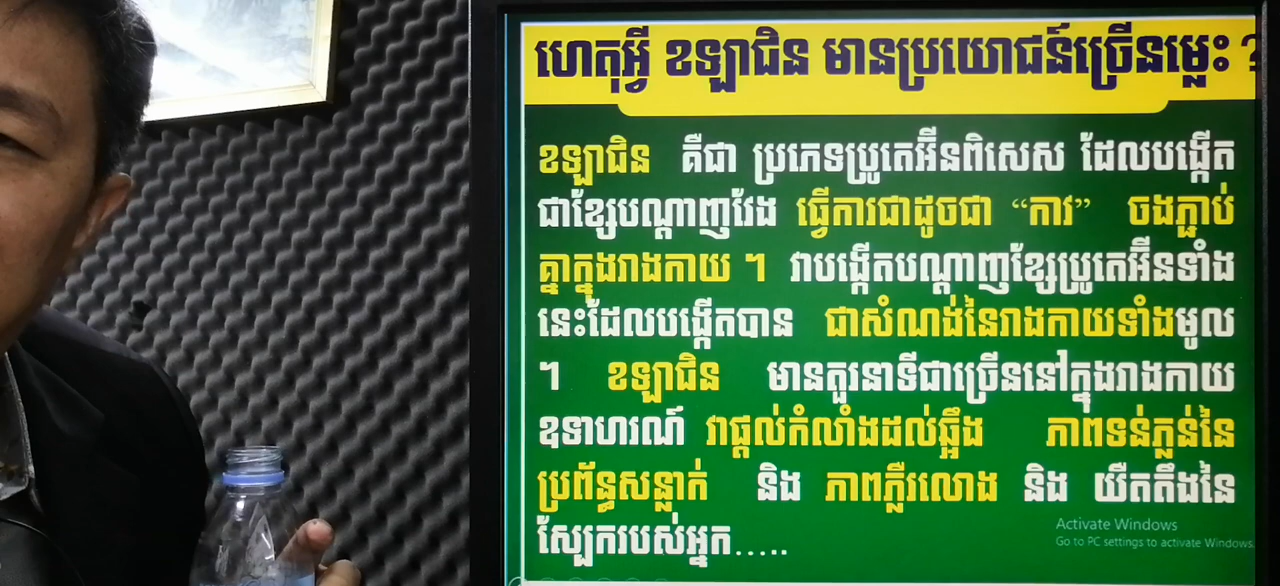 ហេតុអ្វី ខឡាជិន មានប្រយោជន៍ច្រើនម្លេះ ?
ខឡាជិន គឺជា ប្រភេទប្រូតេអ៊ីនពិសេស ដែលបង្កើត
ជាខ្សែបណ្តាញវែង ធ្វើការជាដូចជា “កាវ” ចងភ្ជាប់
គ្នាក្នុងរាងកាយ ។ វាបង្កើតបណ្តាញខ្សែប្រូតេអ៊ីនទាំង
នេះដែលបង្កើតបាន ជាសំណង់នៃរាងកាយទាំងមូល
។ ខឡាជិន មានតួរនាទីជាច្រើននៅក្នុងរាងកាយ
ឧទាហរណ៍ វាផ្តល់កំលាំងដល់ឆ្អឹង ភាពទន់ភ្លន់នៃ
ប្រព័ន្ធសន្លាក់ និង ភាពភ្លឺរលោង និង យឺតតឹងនៃ
ស្បែករបស់អ្នក.....
Activate Windows
Go to PC settings to activate Windows.